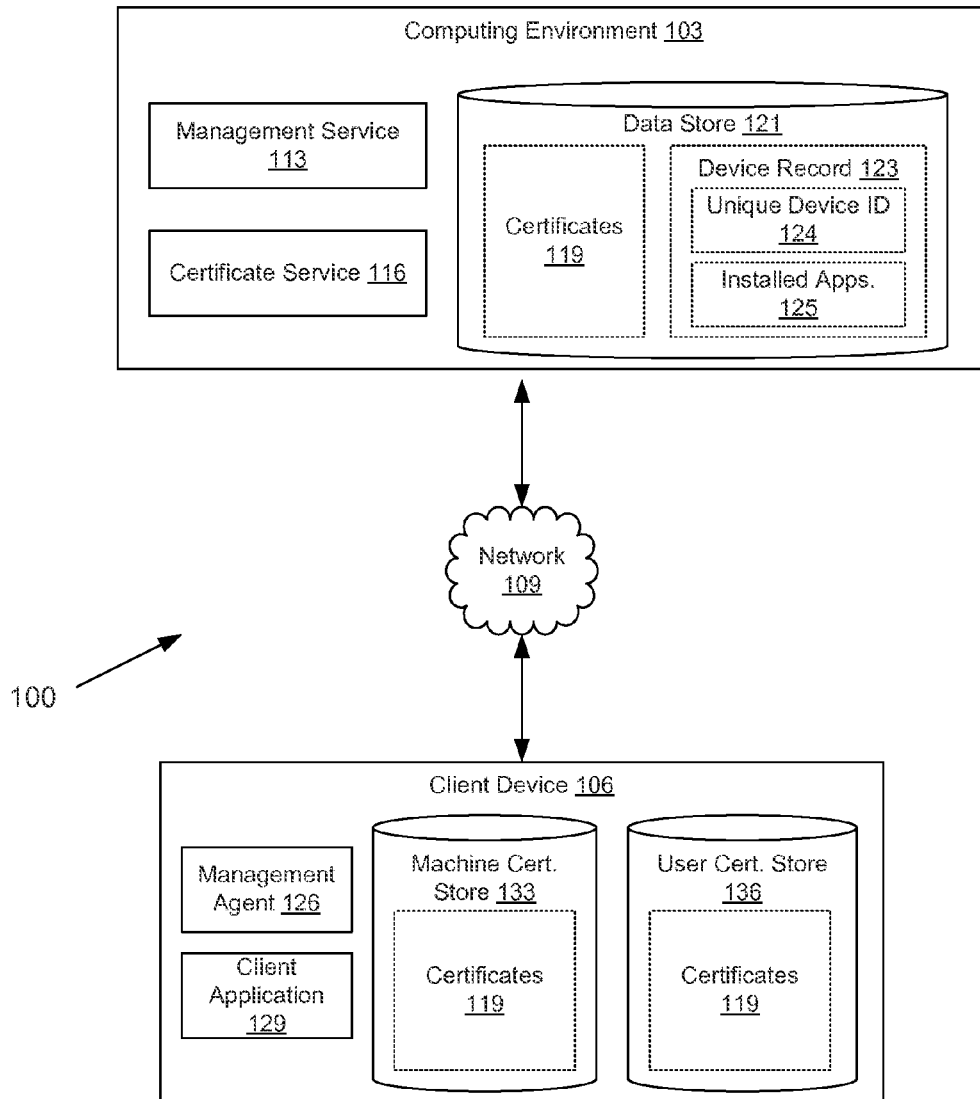 Computing Environment 103
Management Service
113
Certificate Service 116
Data Store 121
Certificates
119
Device Record 123
Unique Device ID
124
Installed Apps.
125
Network
109
100
Client Device 106
Management
Agent 126
Client
Application
129
Machine Cert.
Store 133
Certificates
119
User Cert. Store
136
Certificates
119